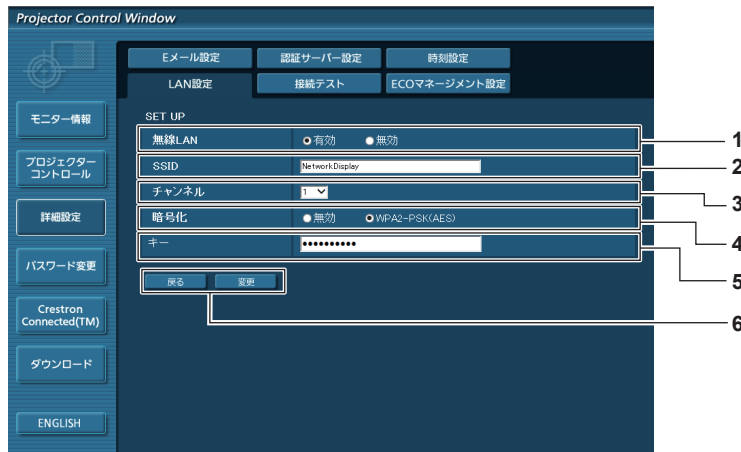 Projector Control Window
Eメール設定 認証サーバー設定 時刻設定
LAN設定 接続テスト ECOマネージメント設定
モニター情報
プロジェクター
コントロール
詳細設定
パスワード変更
Crestron
Connected(TM)
ダウンロード
ENGLISH
SET UP
無線LAN 有効 無効 1
SSID NetworkDisplay 2
チャンネル 1 3
暗号化 無効 WPA2-PSK(AES) 4
キー •••••••••• 5
戻る 変更 6